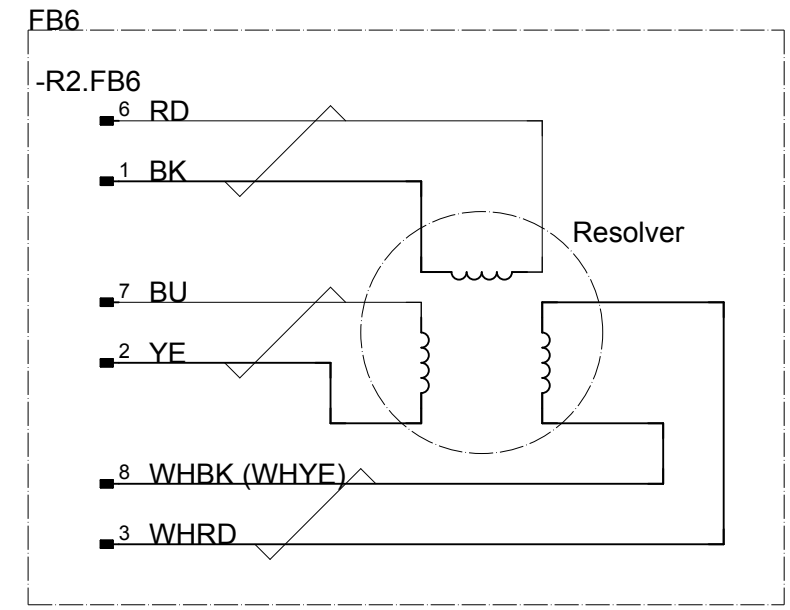 FB6
-R2.FB6
6 RD
1 BK
Resolver
7 BU
2 YE
8 WHBK (WHYE)
3 WHRD